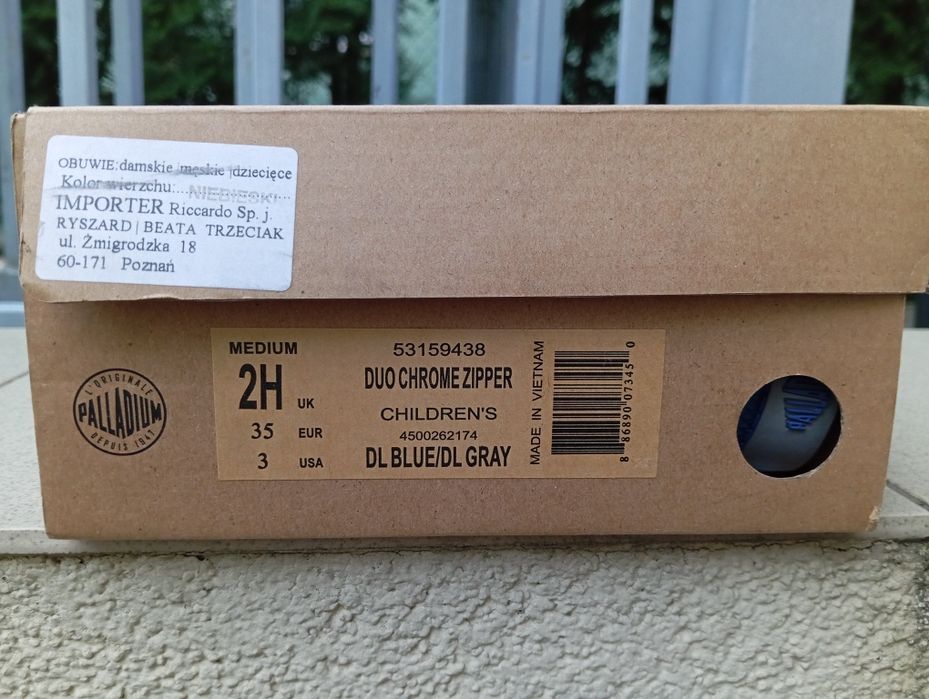 OBUWIE: damskie męskie dziecięce
Kolor wierzchu:....NIEBIESKI....
IMPORTER Riccardo Sp. j.
RYSZARD | BEATA TRZECIAK
ul. Żmigrodzka 18
60-171 Poznań
L'ORIGINALE
PALLADIUM
DEPUIS 1947
MEDIUM
2H UK
35 EUR
3 USA
53159438
DUO CHROME ZIPPER
CHILDREN'S
4500262174
DL BLUE/DL GRAY
MADE IN VIETNAM
8 86890 07345 0